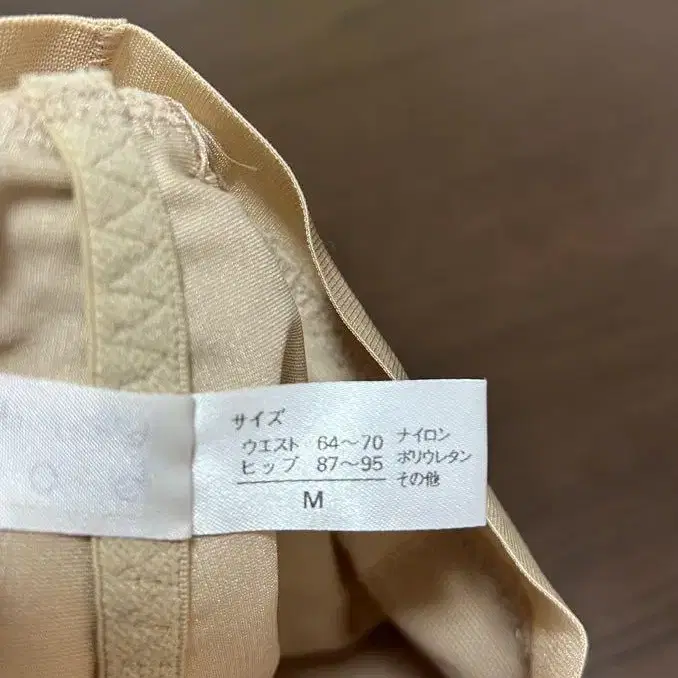 サイズ
ウエスト 64～70
ヒップ 87～95
M
ナイロン
ポリウレタン
その他